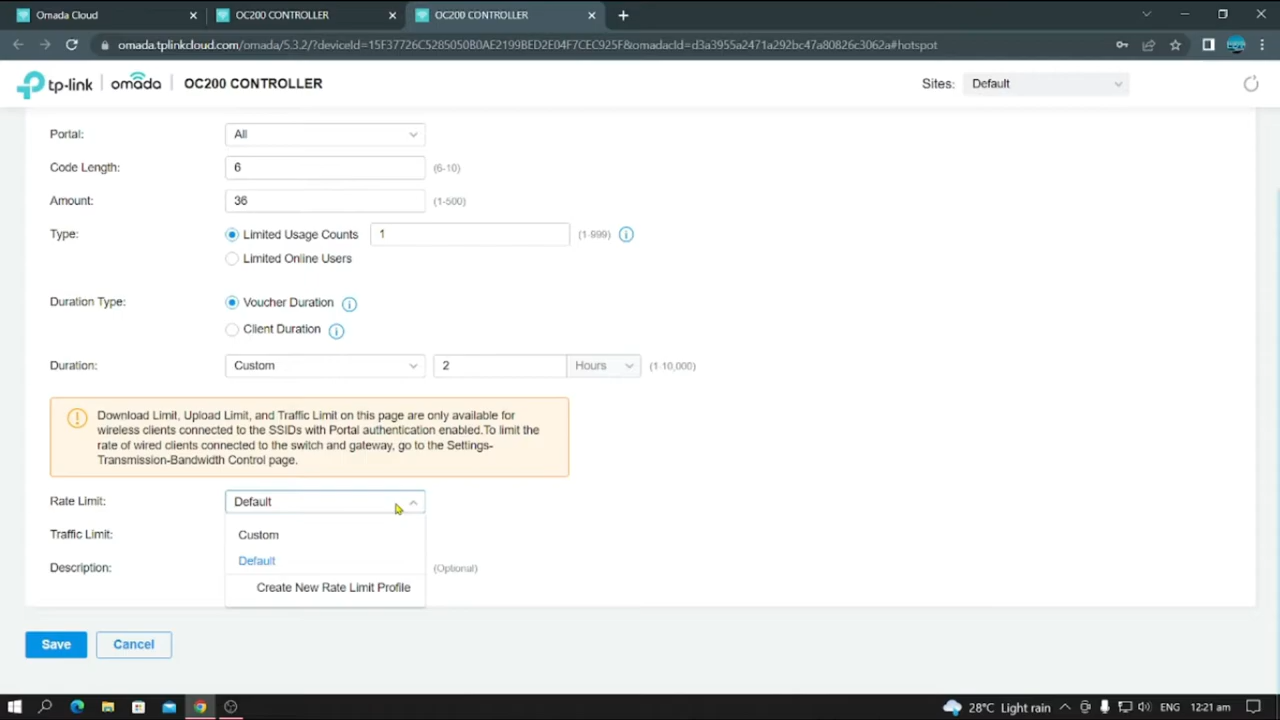 Omada Cloud
OC200 CONTROLLER
OC200 CONTROLLER
omada.tplinkcloud.com/omada/5.3.2/?deviceId=15F37726C5285050B0AE2199BED2E04F7CEC925F&omadacId=d3a3955a2471a292bc47a80826c3062a#hotspot
tp-link | omada | OC200 CONTROLLER
Sites: Default
Portal: All
Code Length: 6 (6-10)
Amount: 36 (1-500)
Type: Limited Usage Counts 1 (1-999)
Limited Online Users
Duration Type: Voucher Duration
Client Duration
Duration: Custom 2 Hours (1-10,000)
Download Limit, Upload Limit, and Traffic Limit on this page are only available for
wireless clients connected to the SSIDs with Portal authentication enabled.To limit the
rate of wired clients connected to the switch and gateway, go to the Settings-
Transmission-Bandwidth Control page.
Rate Limit: Default
Traffic Limit: Custom
Default
Description: (Optional)
Create New Rate Limit Profile
Save Cancel
28°C Light rain ENG 12:21 am